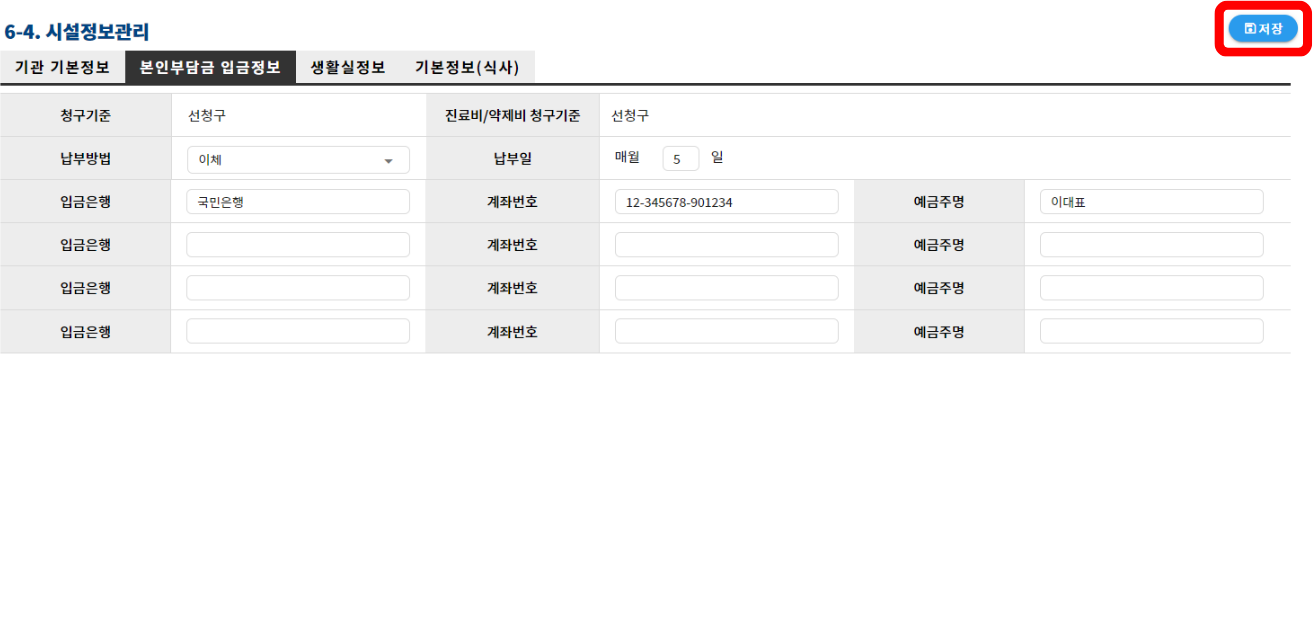 6-4. 시설정보관리
저장
기관 기본정보 본인부담금 입금정보 생활실정보 기본정보(식사)
청구기준 선청구 진료비/약제비 청구기준 선청구
납부방법 이체 납부일 매월 5 일
입금은행 국민은행 계좌번호 12-345678-901234 예금주명 이대표
입금은행 계좌번호 예금주명
입금은행 계좌번호 예금주명
입금은행 계좌번호 예금주명